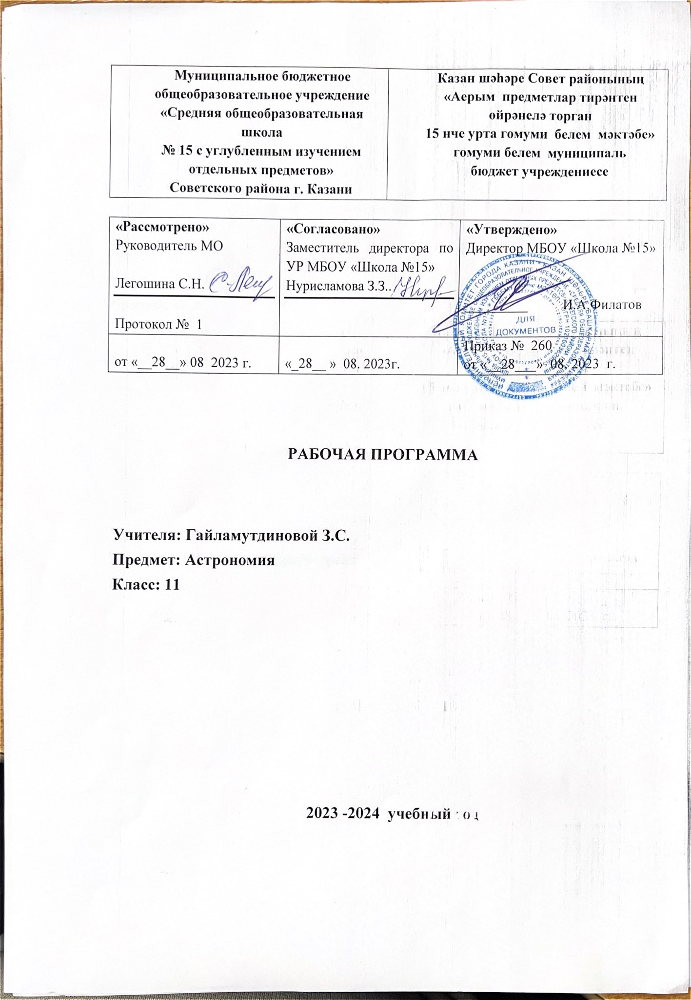 Муниципальное бюджетное
общеобразовательное учреждение
«Средняя общеобразовательная
школа
№ 15 с углубленным изучением
отдельных предметов»
Советского района г. Казани
Казан шәһәре Совет районының
«Аерым предметлар тирәнтен
өйрәнелә торган
15 нче урта гомуми белем мәктәбе»
гомуми белем муниципаль
бюджет учреждениесе
«Рассмотрено»
Руководитель МО
Легошина С.Н.
Протокол № 1
от «__28__» 08 2023 г.
«Согласовано»
Заместитель директора по
УР МБОУ «Школа №15»
Нурисламова З.З..
«_28__ » 08. 2023г.
«Утверждено»
Директор МБОУ «Школа №15»
И.А.Филатов
ДЛЯ
ДОКУМЕНТОВ
Приказ № 260
от «__28___» 08. 2023 г.
РАБОЧАЯ ПРОГРАММА
Учителя: Гайламутдиновой З.С.
Предмет: Астрономия
Класс: 11
2023 -2024 учебный